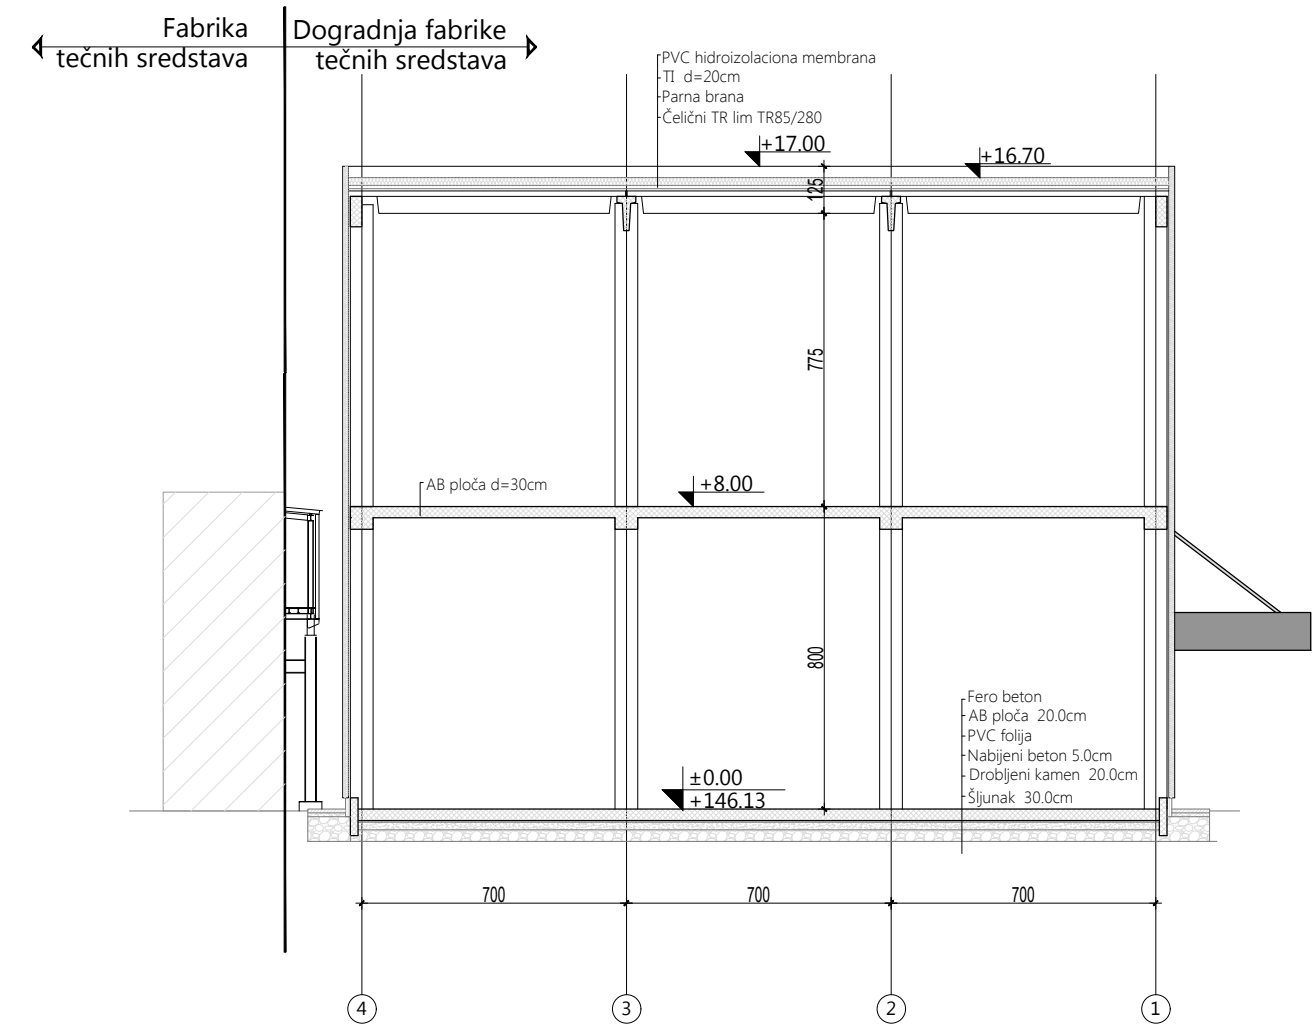 Fabrika
tečnih sredstava
Dogradnja fabrike
tečnih sredstava
PVC hidroizolaciona membrana
TI d=20cm
Parna brana
Čelični TR lim TR85/280
+17.00
+16.70
125
775
AB ploča d=30cm
+8.00
800
Fero beton
AB ploča 20.0cm
PVC folija
Nabijeni beton 5.0cm
Drobljeni kamen 20.0cm
Šljunak 30.0cm
±0.00
+146.13
700
700
700
4
3
2
1